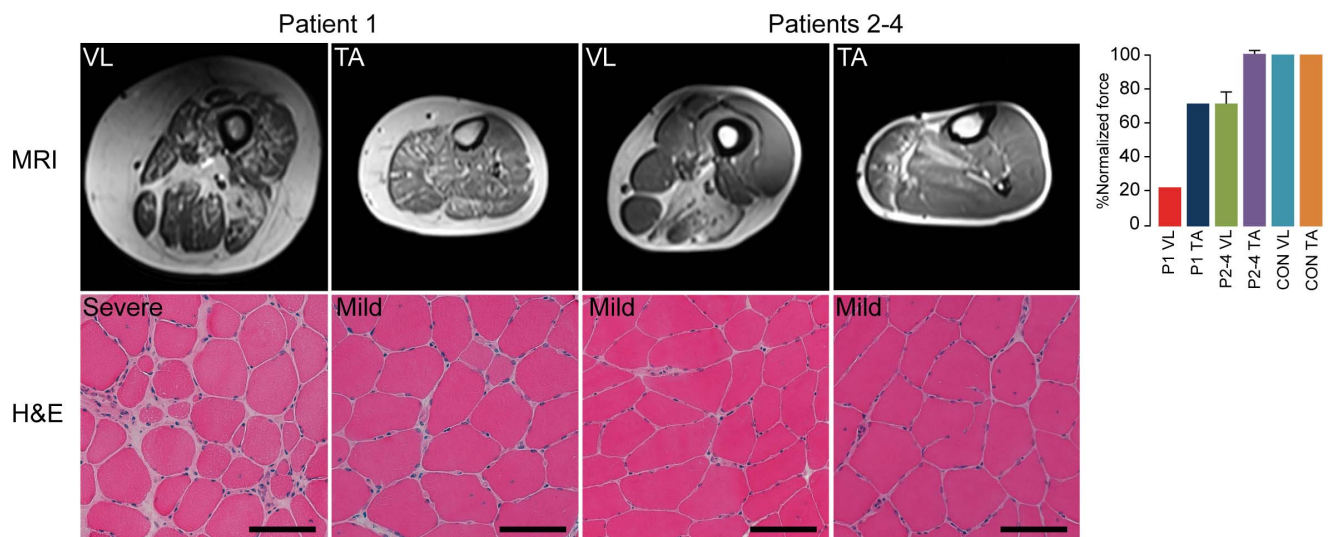 Patient 1
Patients 2-4
MRI
VL
TA
VL
TA
H&E
Severe
Mild
Mild
Mild
%Normalized force
100
80
60
40
20
0
P1 VL
P1 TA
P2-4 VL
P2-4 TA
CON VL
CON TA